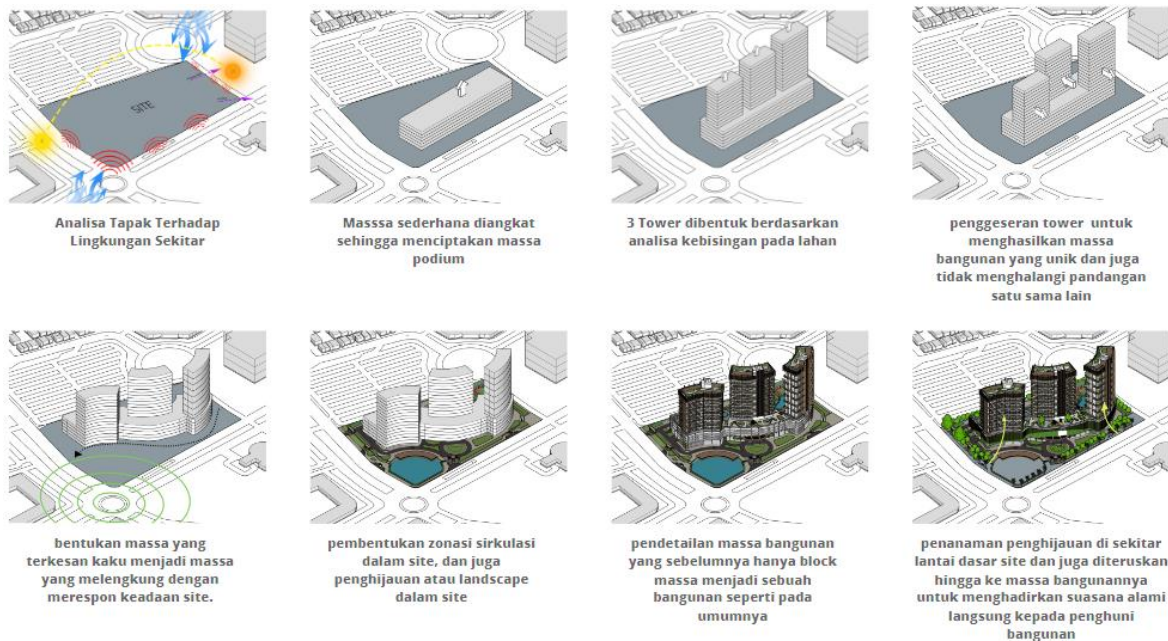 SITE
Analisa Tapak Terhadap
Lingkungan Sekitar
Masssa sederhana diangkat
sehingga menciptakan massa
podium
3 Tower dibentuk berdasarkan
analisa kebisingan pada lahan
penggeseran tower untuk
menghasilkan massa
bangunan yang unik dan juga
tidak menghalangi pandangan
satu sama lain
bentukan massa yang
terkesan kaku menjadi massa
yang melengkung dengan
merespon keadaan site.
pembentukan zonasi sirkulasi
dalam site, dan juga
penghijauan atau landscape
dalam site
pendetailan massa bangunan
yang sebelumnya hanya block
massa menjadi sebuah
bangunan seperti pada
umumnya
penanaman penghijauan di sekitar
lantai dasar site dan juga diteruskan
hingga ke massa bangunannya
untuk menghadirkan suasana alami
langsung kepada penghuni
bangunan